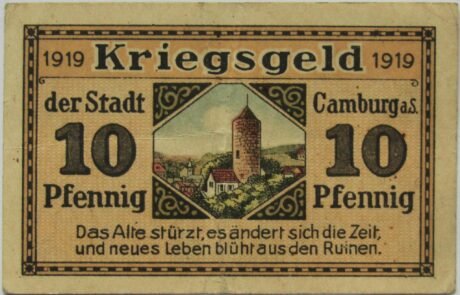 1919 Kriegsgeld 1919
der Stadt Camburg a.S.
10 10
Pfennig Pfennig
Das Alte stürzt, es ändert sich die Zeit,
und neues Leben blüht aus den Ruinen.